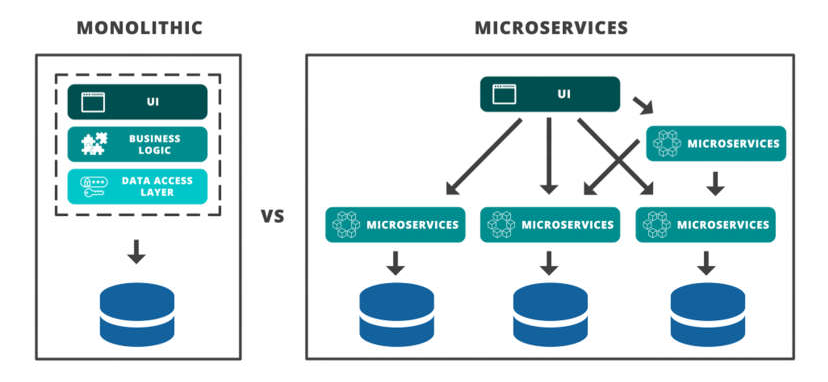 MONOLITHIC
UI
BUSINESS
LOGIC
DATA ACCESS
LAYER
VS
MICROSERVICES
UI
MICROSERVICES
MICROSERVICES
MICROSERVICES
MICROSERVICES